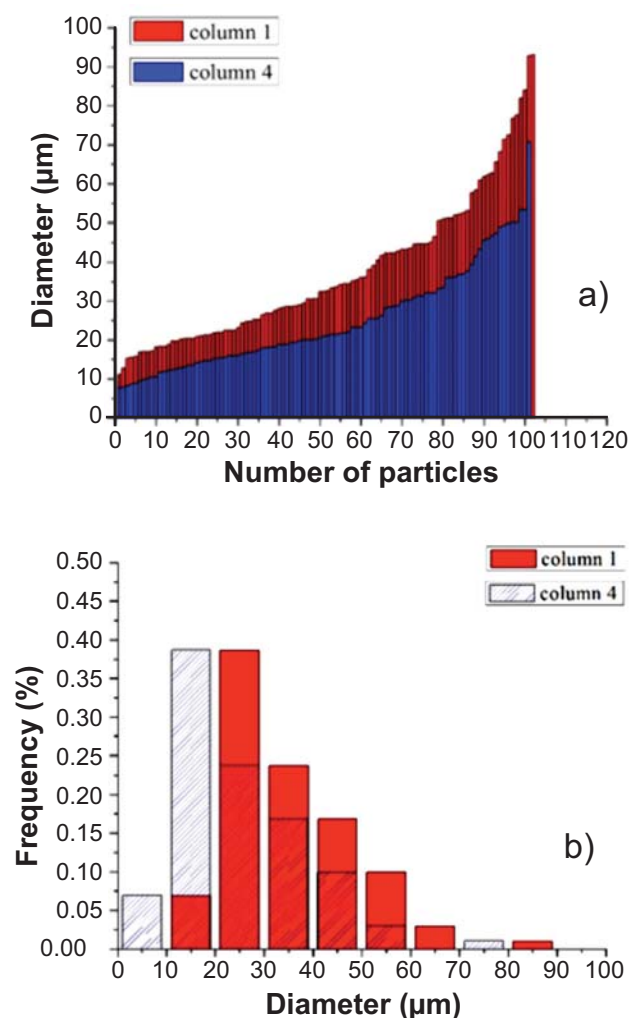 column 1
column 4
100
90
80
70
60
50
40
30
20
10
0
Diameter (µm)
a)
0 10 20 30 40 50 60 70 80 90 100 110 120
Number of particles
column 1
column 4
0.50
0.45
0.40
0.35
0.30
0.25
0.20
0.15
0.10
0.05
0.00
Frequency (%)
b)
0 10 20 30 40 50 60 70 80 90 100
Diameter (µm)